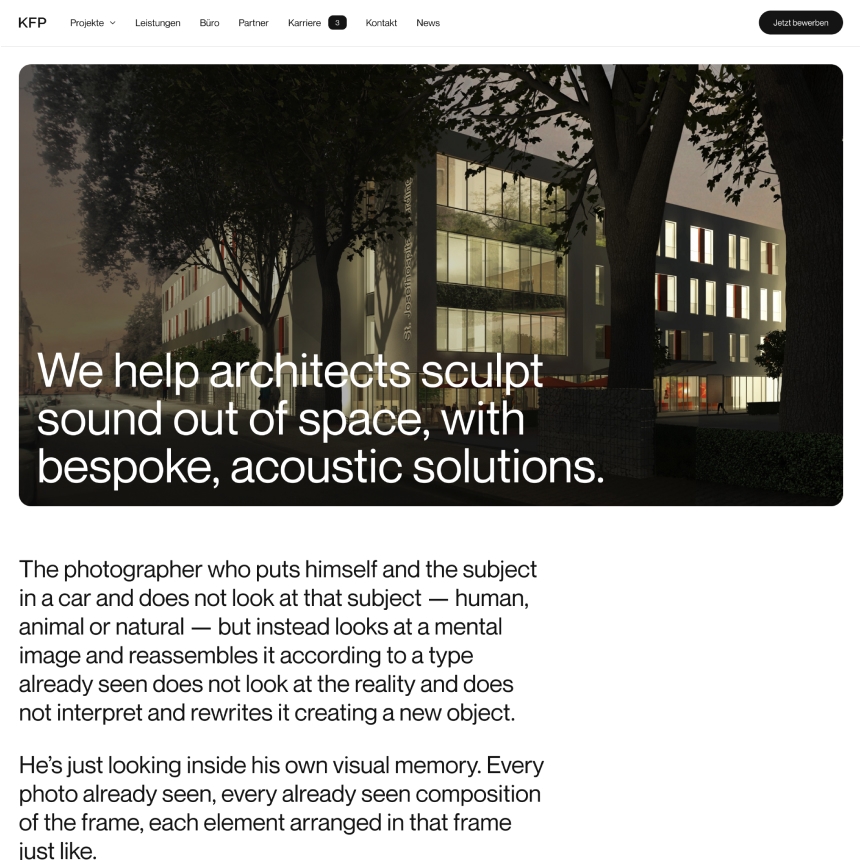 KFP
Projekte
Leistungen
Büro
Partner
Karriere 3
Kontakt
News
Jetzt bewerben
We help architects sculpt
sound out of space, with
bespoke, acoustic solutions.
The photographer who puts himself and the subject
in a car and does not look at that subject — human,
animal or natural — but instead looks at a mental
image and reassembles it according to a type
already seen does not look at the reality and does
not interpret and rewrites it creating a new object.
He’s just looking inside his own visual memory. Every
photo already seen, every already seen composition
of the frame, each element arranged in that frame
just like.